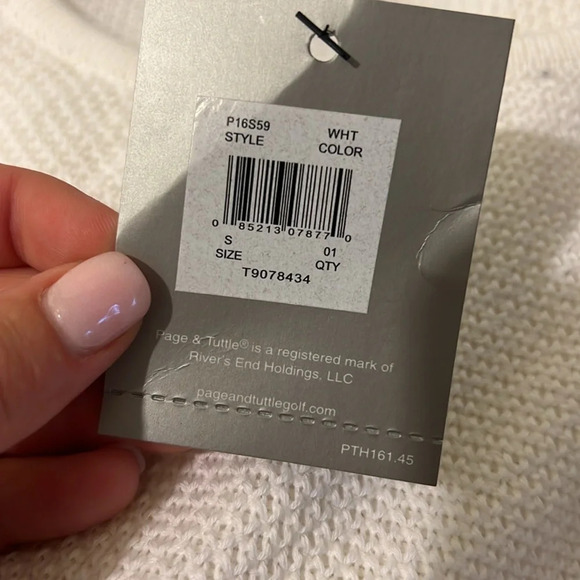 P16S59 WHT
STYLE COLOR
0 85213 07877 0
S 01
SIZE QTY
T9078434
Page & Tuttle® is a registered mark of
River's End Holdings, LLC
pageandtuttlegolf.com
PTH161.45